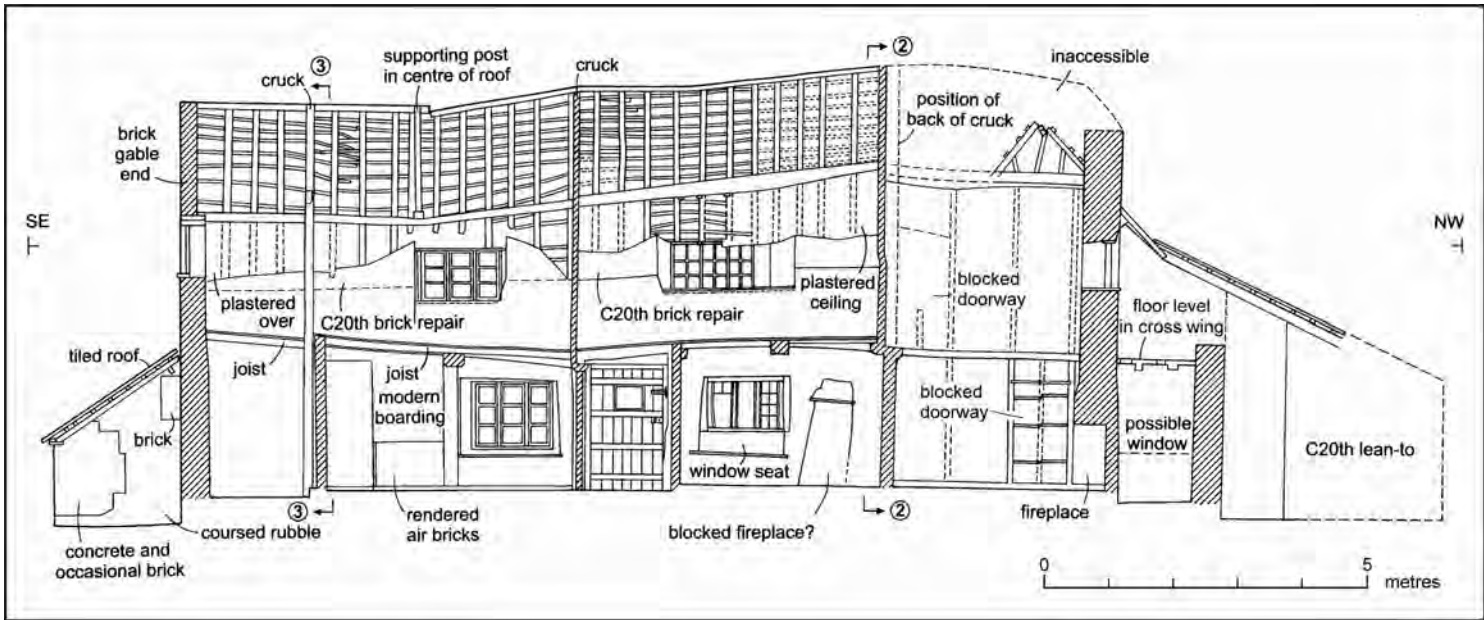 ②
②
inaccessible
supporting post
in centre of roof
③
cruck
cruck
position of
back of cruck
brick
gable
end
SE
NW
plastered
over
C20th brick repair
C20th brick repair
plastered
ceiling
blocked
doorway
floor level
in cross wing
tiled roof
joist
joist
modern
boarding
brick
window seat
blocked
doorway
possible
window
C20th lean-to
③
coursed rubble
concrete and
occasional brick
rendered
air bricks
blocked fireplace?
fireplace
0
5
metres